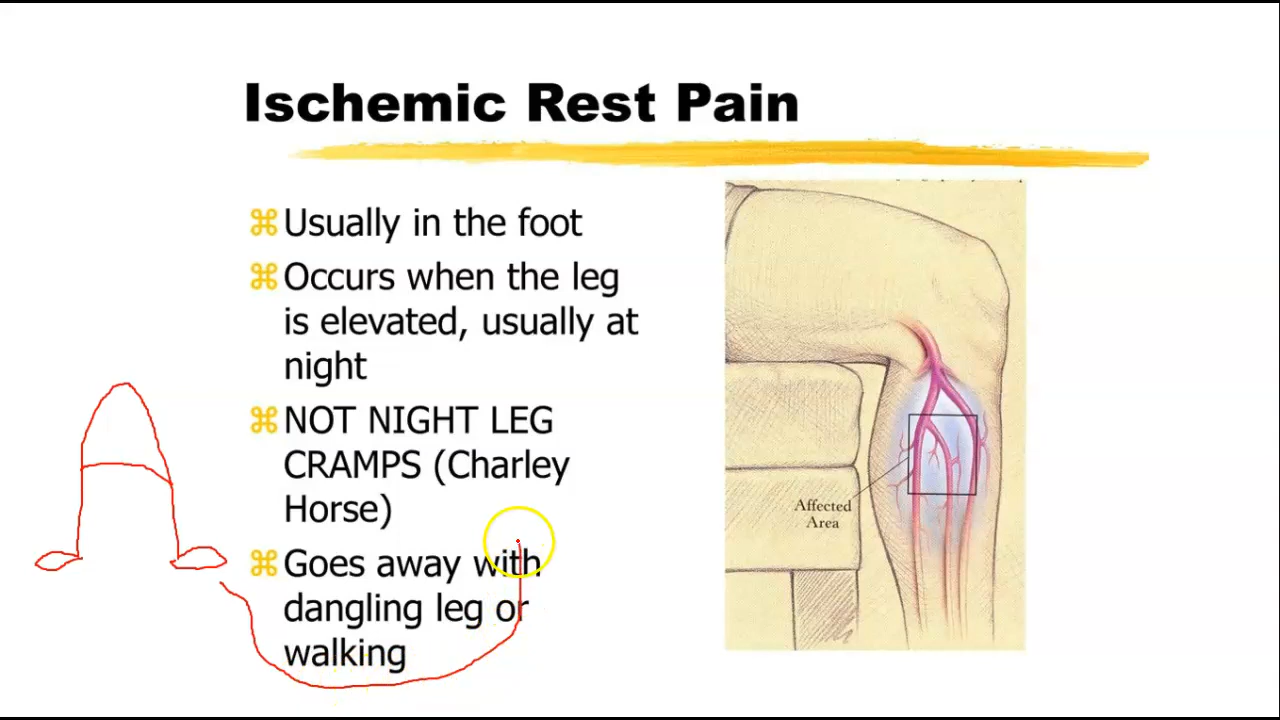 Ischemic Rest Pain
⌘Usually in the foot
⌘Occurs when the leg
is elevated, usually at
night
⌘NOT NIGHT LEG
CRAMPS (Charley
Horse)
⌘Goes away with
dangling leg or
walking
Affected
Area